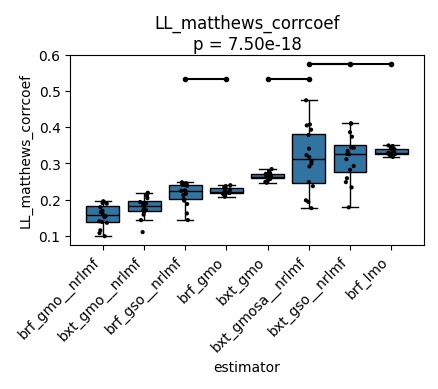 LL_matthews_corrcoef
p = 7.50e-18
LL_matthews_corrcoef
0.6
0.5
0.4
0.3
0.2
0.1
brf_gmo__nrlmf
bxt_gmo__nrlmf
brf_gso__nrlmf
brf_gmo
bxt_gmo
bxt_gmosa__nrlmf
bxt_gso__nrlmf
brf_lmo
estimator